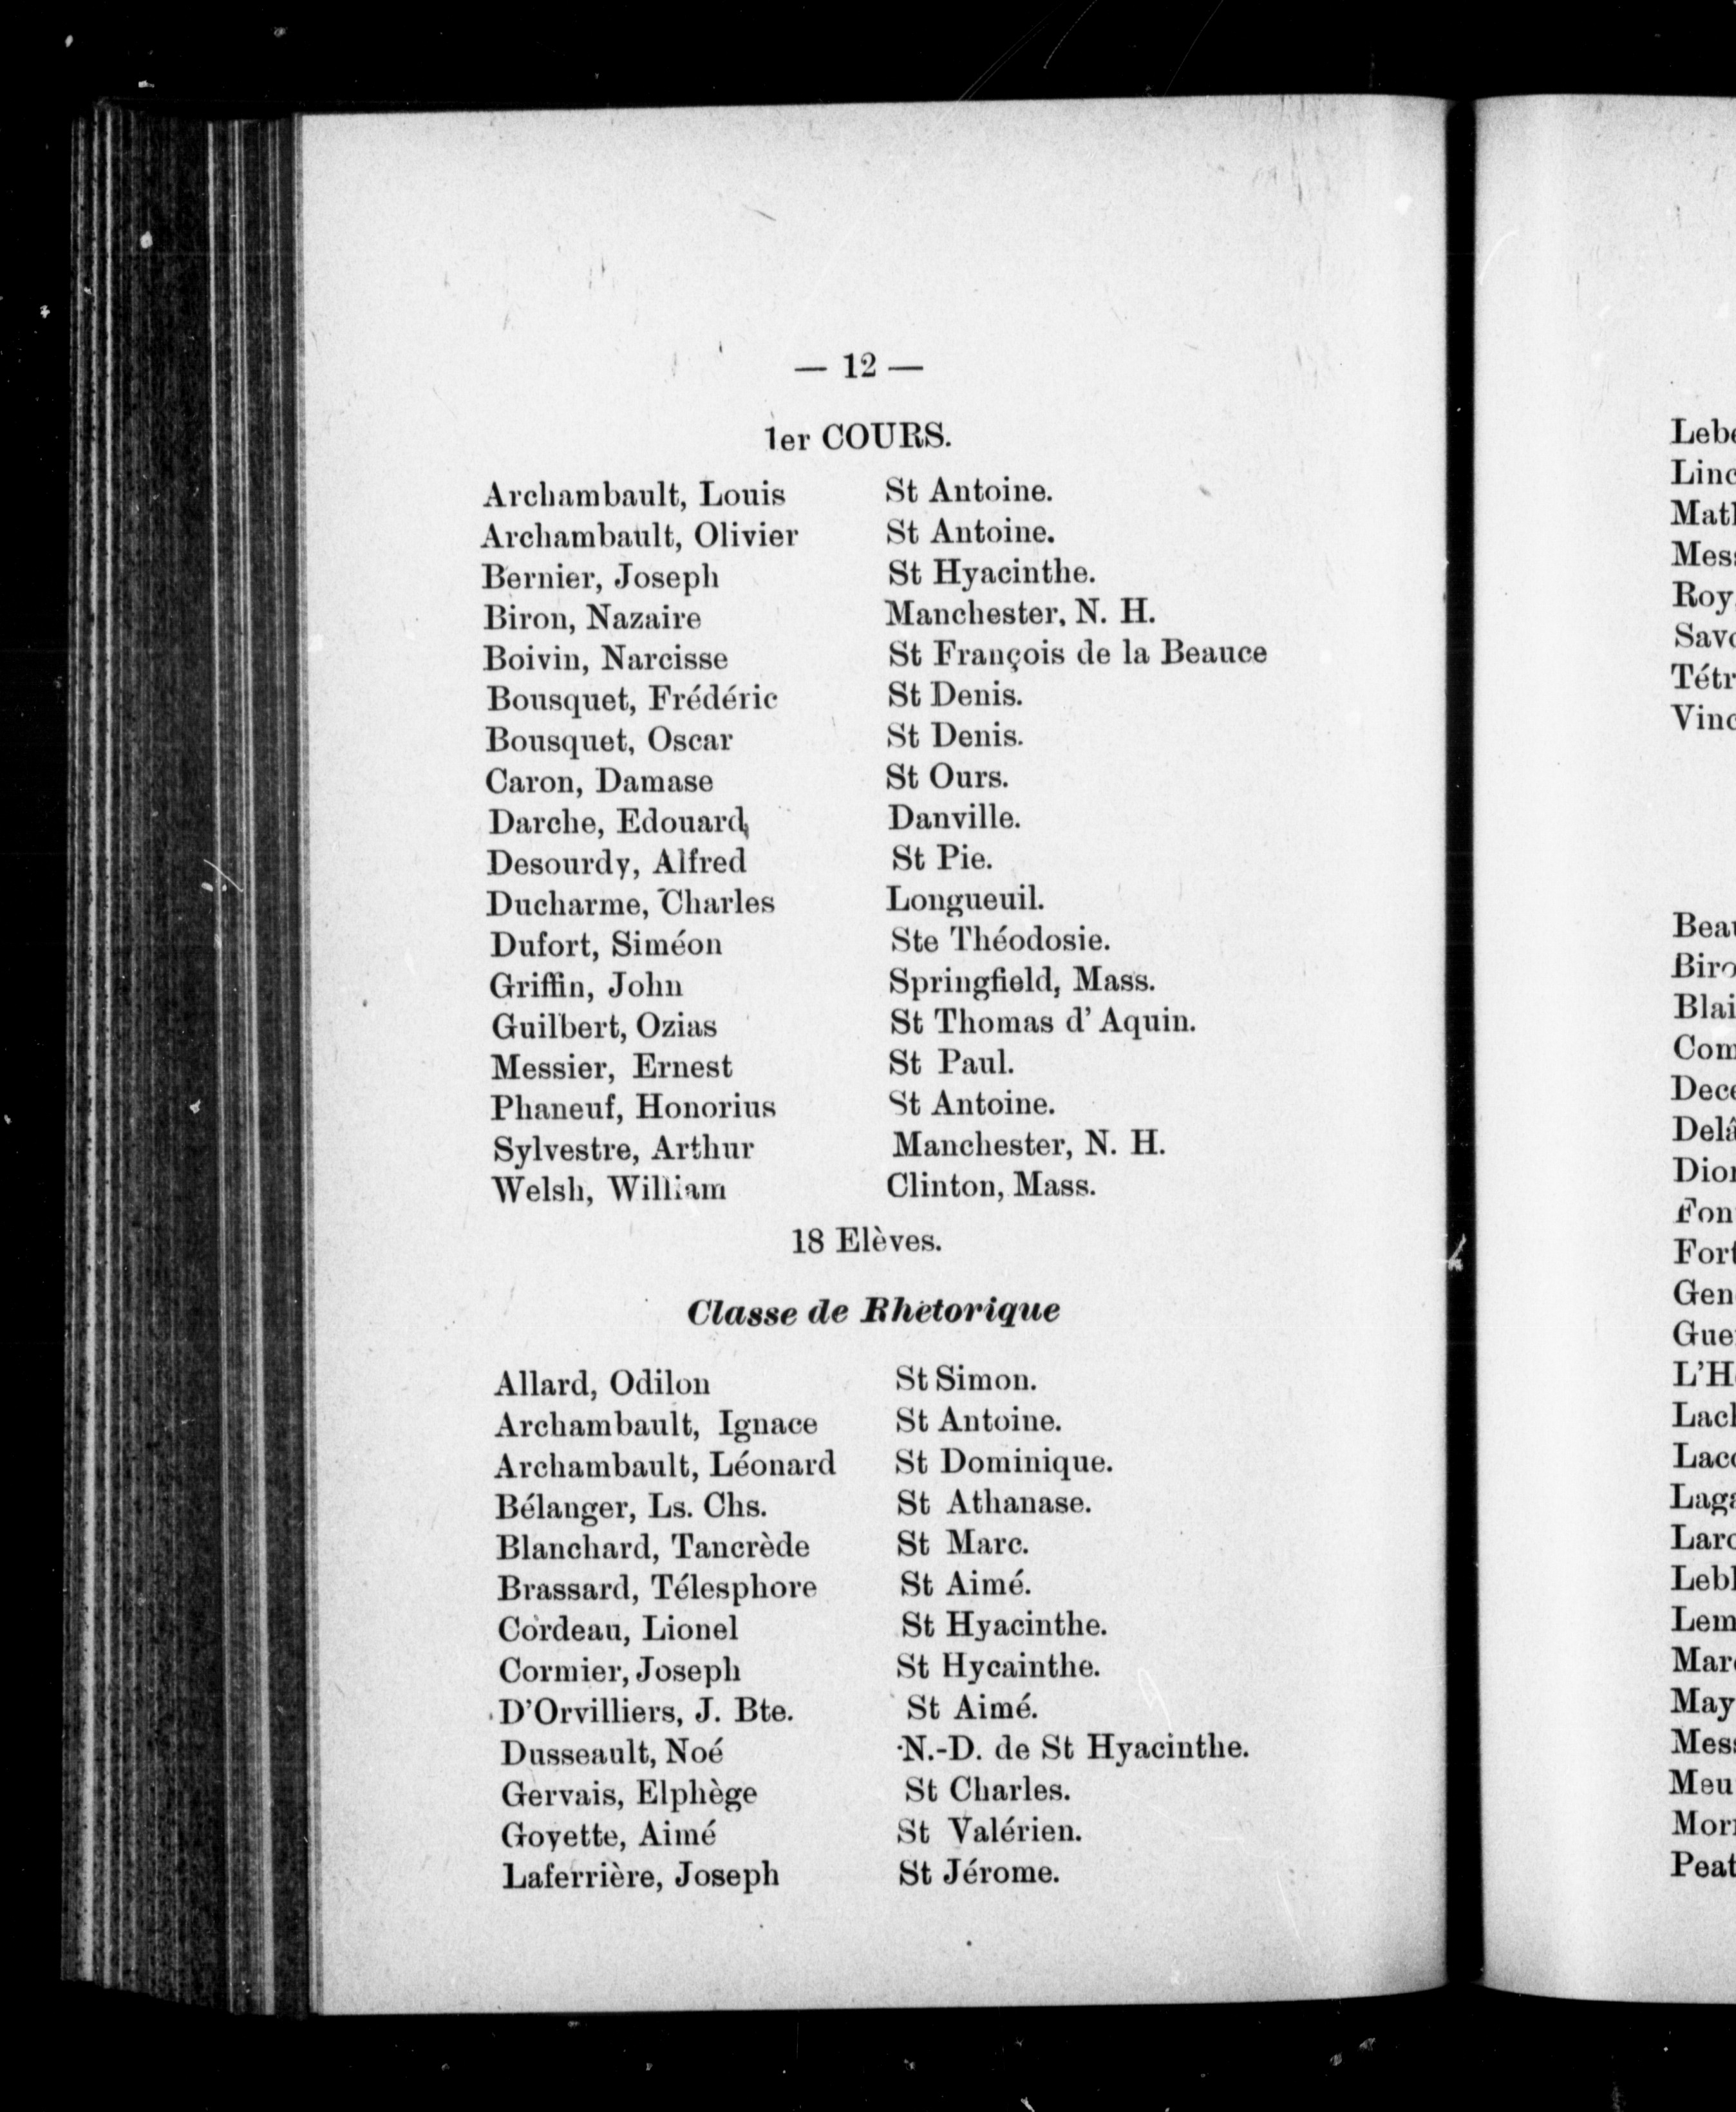 — 12 —
1er COURS.
Archambault, Louis St Antoine.
Archambault, Olivier St Antoine.
Bernier, Joseph St Hyacinthe.
Biron, Nazaire Manchester, N. H.
Boivin, Narcisse St François de la Beauce
Bousquet, Frédéric St Denis.
Bousquet, Oscar St Denis.
Caron, Damase St Ours.
Darche, Edouard, Danville.
Desourdy, Alfred St Pie.
Ducharme, Charles Longueuil.
Dufort, Siméon Ste Théodosie.
Griffin, John Springfield, Mass.
Guilbert, Ozias St Thomas d' Aquin.
Messier, Ernest St Paul.
Phaneuf, Honorius St Antoine.
Sylvestre, Arthur Manchester, N. H.
Welsh, William Clinton, Mass.
18 Elèves.
Classe de Rhétorique
Allard, Odilon St Simon.
Archambault, Ignace St Antoine.
Archambault, Léonard St Dominique.
Bélanger, Ls. Chs. St Athanase.
Blanchard, Tancrède St Marc.
Brassard, Télesphore St Aimé.
Cordeau, Lionel St Hyacinthe.
Cormier, Joseph St Hycainthe.
D'Orvilliers, J. Bte. St Aimé.
Dusseault, Noé N.-D. de St Hyacinthe.
Gervais, Elphège St Charles.
Goyette, Aimé St Valérien.
Laferrière, Joseph St Jérome.
Roy,